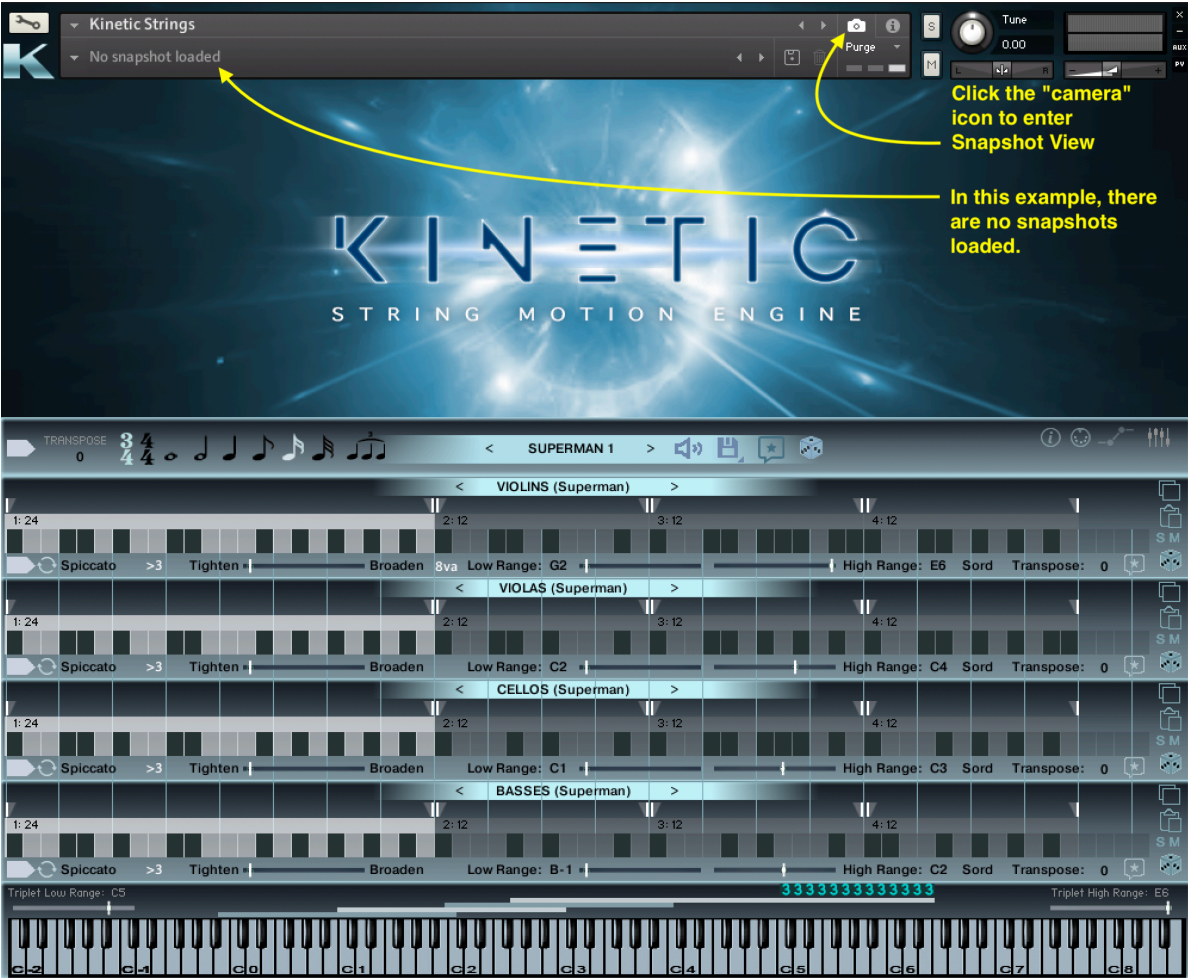 Kinetic Strings
No snapshot loaded
Purge
S
M
Tune
0.00
L
R
AUX
PV
Click the "camera"
icon to enter
Snapshot View
In this example, there
are no snapshots
loaded.
KINETIC
STRING MOTION ENGINE
TRANSPOSE
0
3 4
4 4
3
< SUPERMAN 1 >
< VIOLINS (Superman) >
1: 24 2: 12 3: 12 4: 12
S M
Spiccato >3 Tighten Broaden 8va Low Range: G2 High Range: E6 Sord Transpose: 0
< VIOLAS (Superman) >
1: 24 2: 12 3: 12 4: 12
S M
Spiccato >3 Tighten Broaden Low Range: C2 High Range: C4 Sord Transpose: 0
< CELLOS (Superman) >
1: 24 2: 12 3: 12 4: 12
S M
Spiccato >3 Tighten Broaden Low Range: C1 High Range: C3 Sord Transpose: 0
< BASSES (Superman) >
1: 24 2: 12 3: 12 4: 12
S M
Spiccato >3 Tighten Broaden Low Range: B-1 High Range: C2 Sord Transpose: 0
Triplet Low Range: C5 3333333333333 Triplet High Range: E6
C-2 C-1 C0 C1 C2 C3 C4 C5 C6 C7 C8